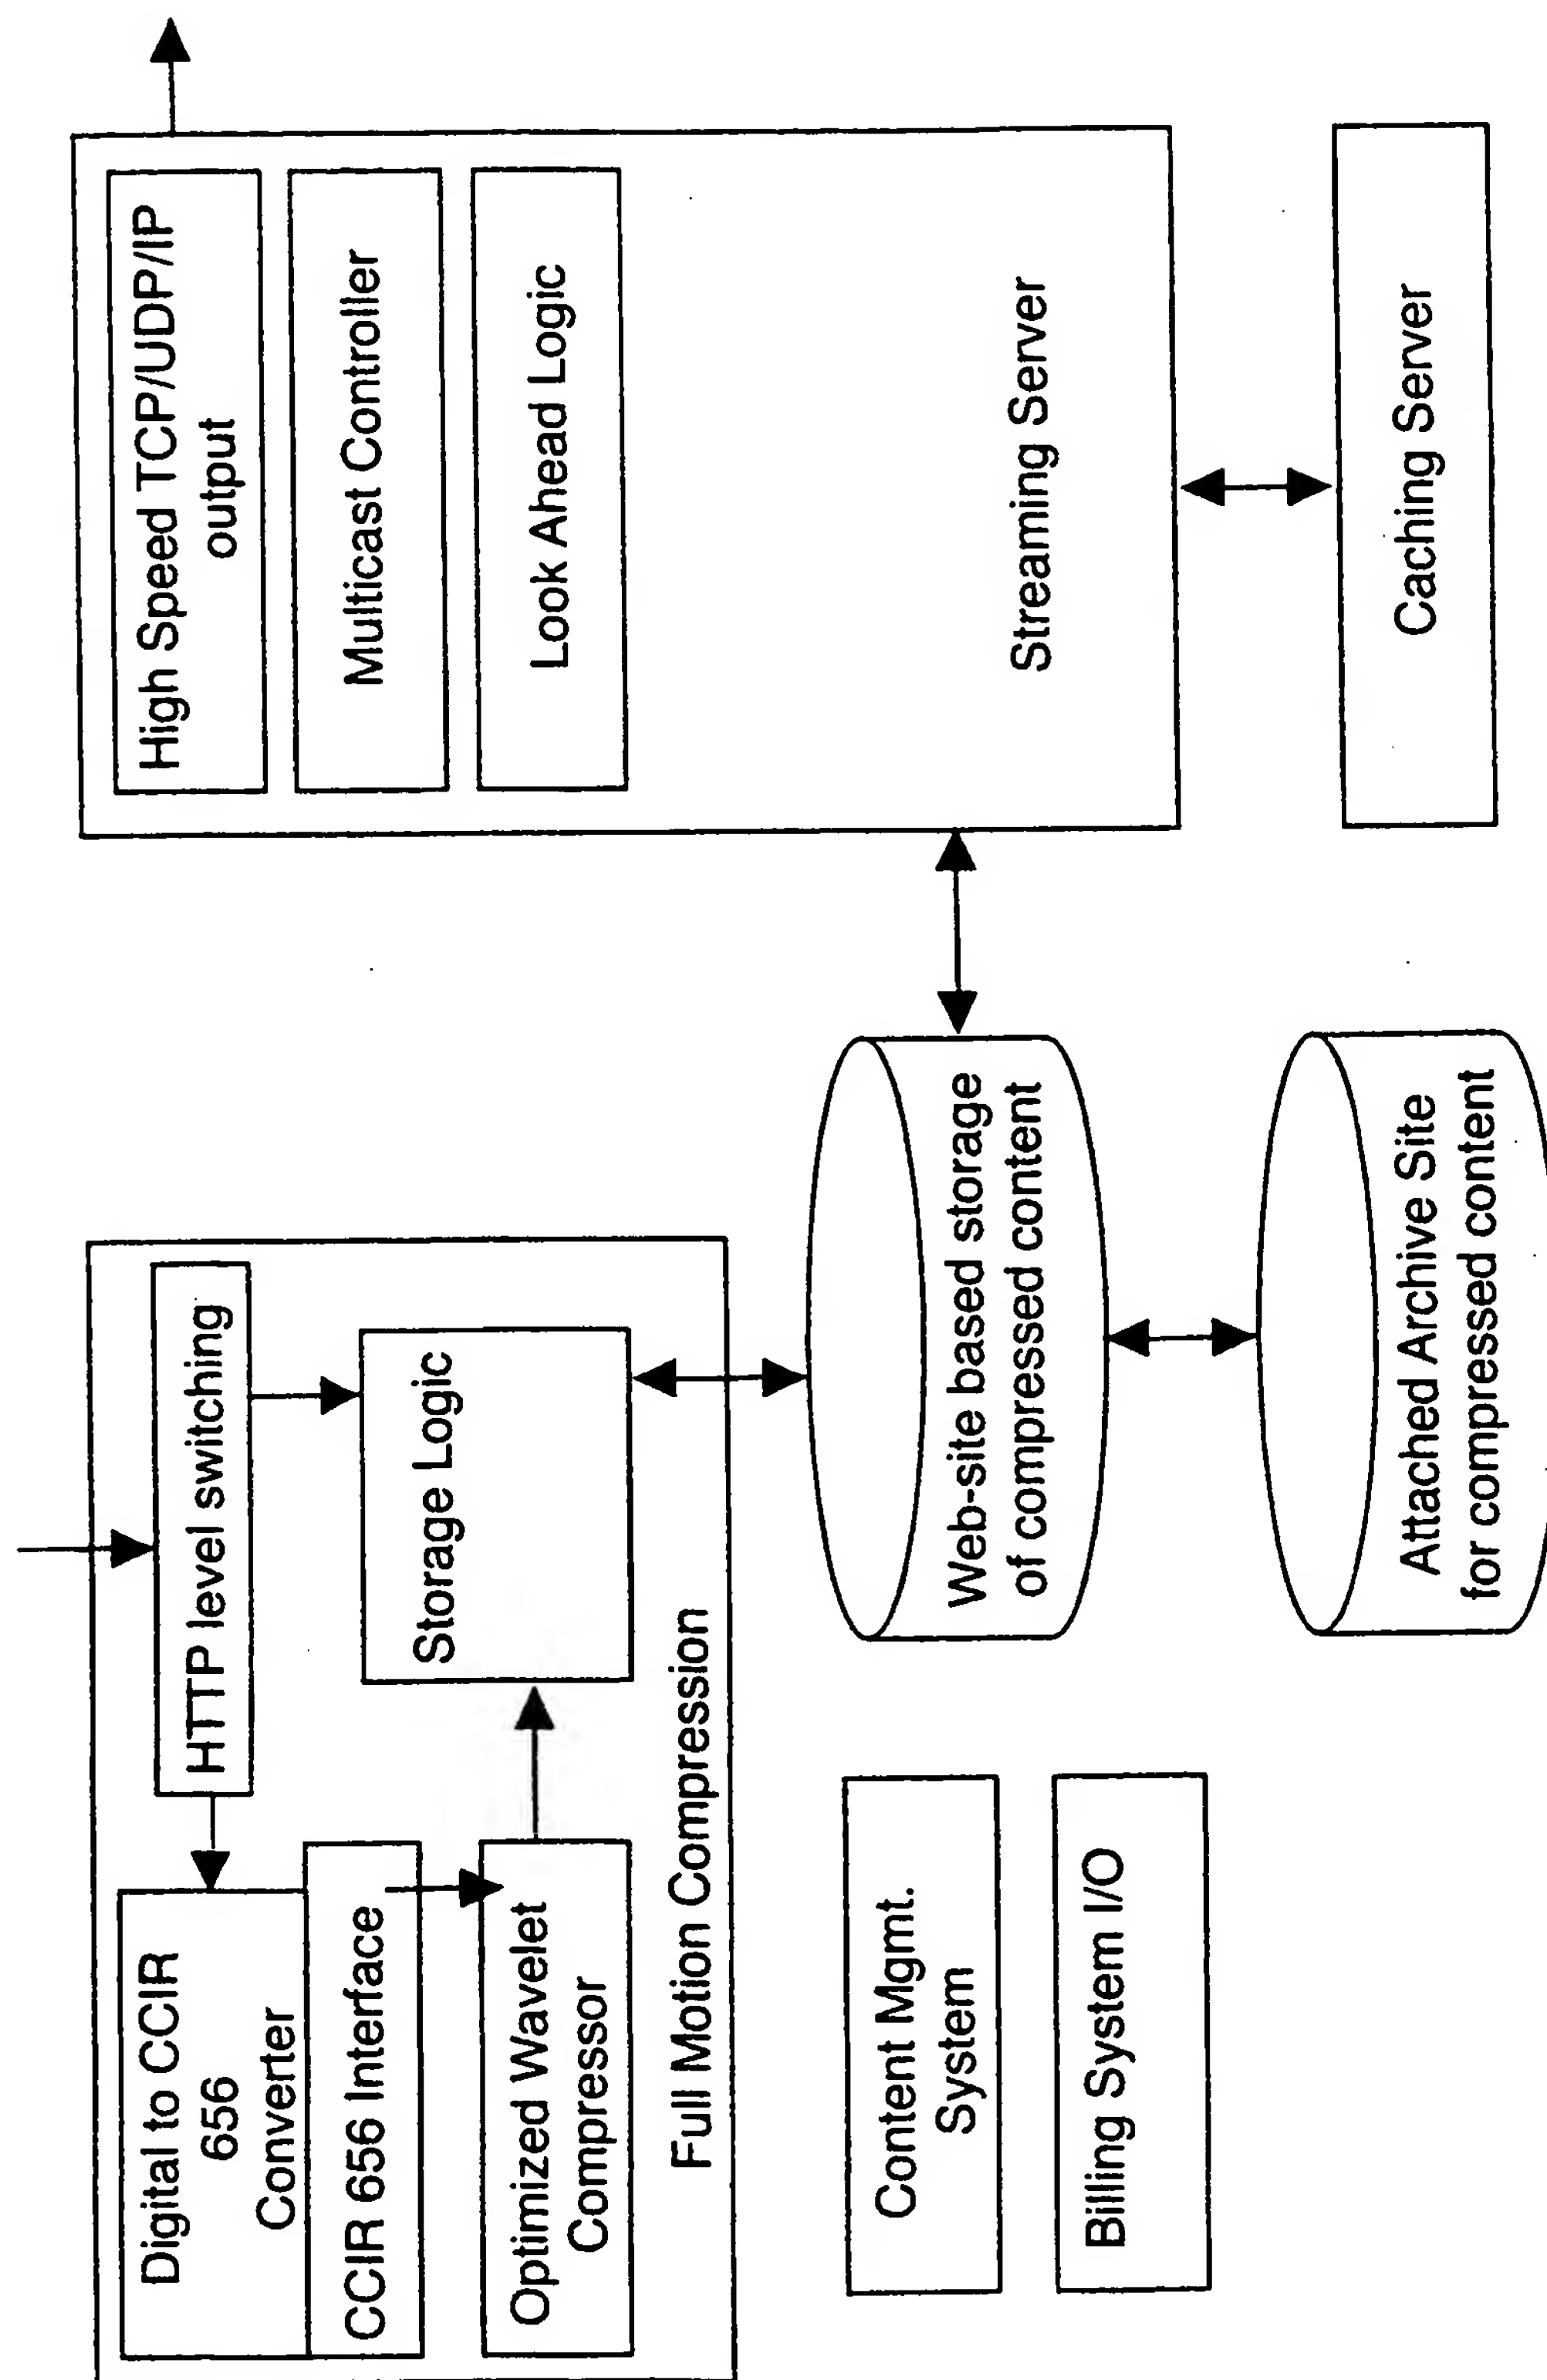 Digital to CCIR
656
Converter
CCIR 656 Interface
Optimized Wavelet
Compressor
HTTP level switching
Storage Logic
Full Motion Compression
Content Mgmt.
System
Billing System I/O
Web-site based storage
of compressed content
Attached Archive Site
for compressed content
High Speed TCP/UDP/IP
output
Multicast Controller
Look Ahead Logic
Streaming Server
Caching Server